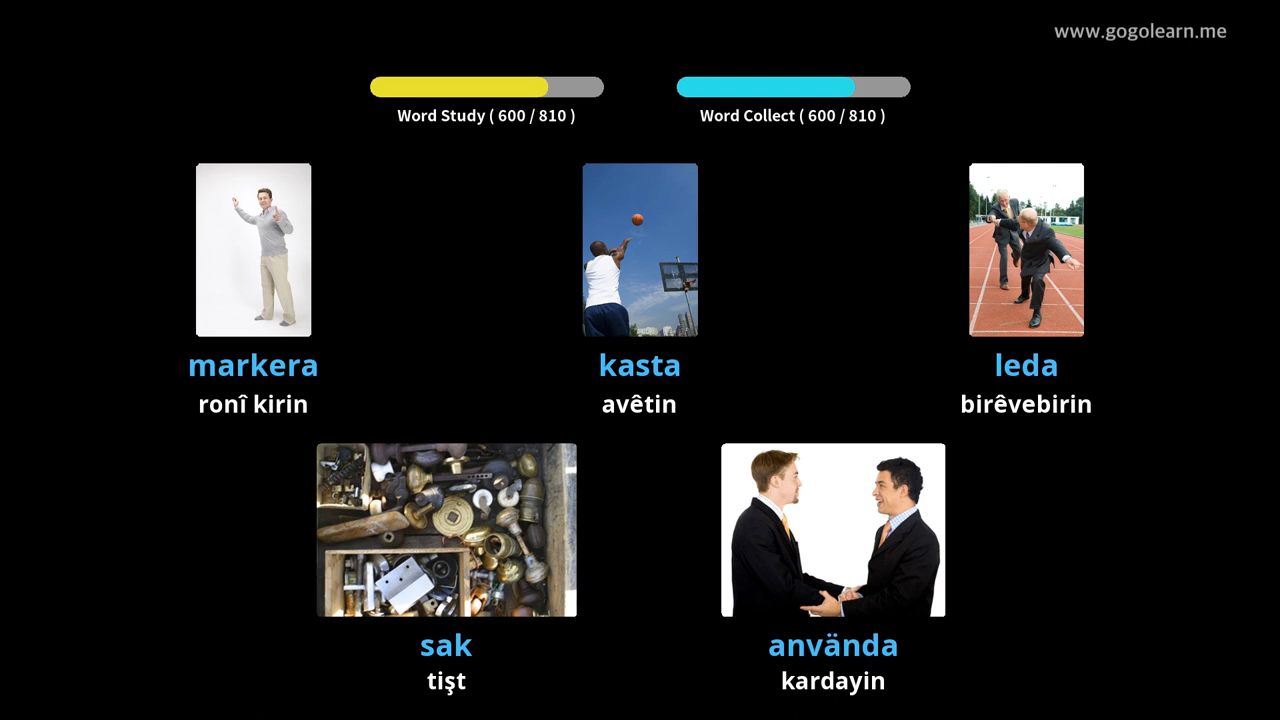 www.gogolearn.me
Word Study ( 600 / 810 )
Word Collect ( 600 / 810 )
markera
kasta
leda
ronî kirin
avêtin
birêvebirin
sak
använda
tişt
kardayin